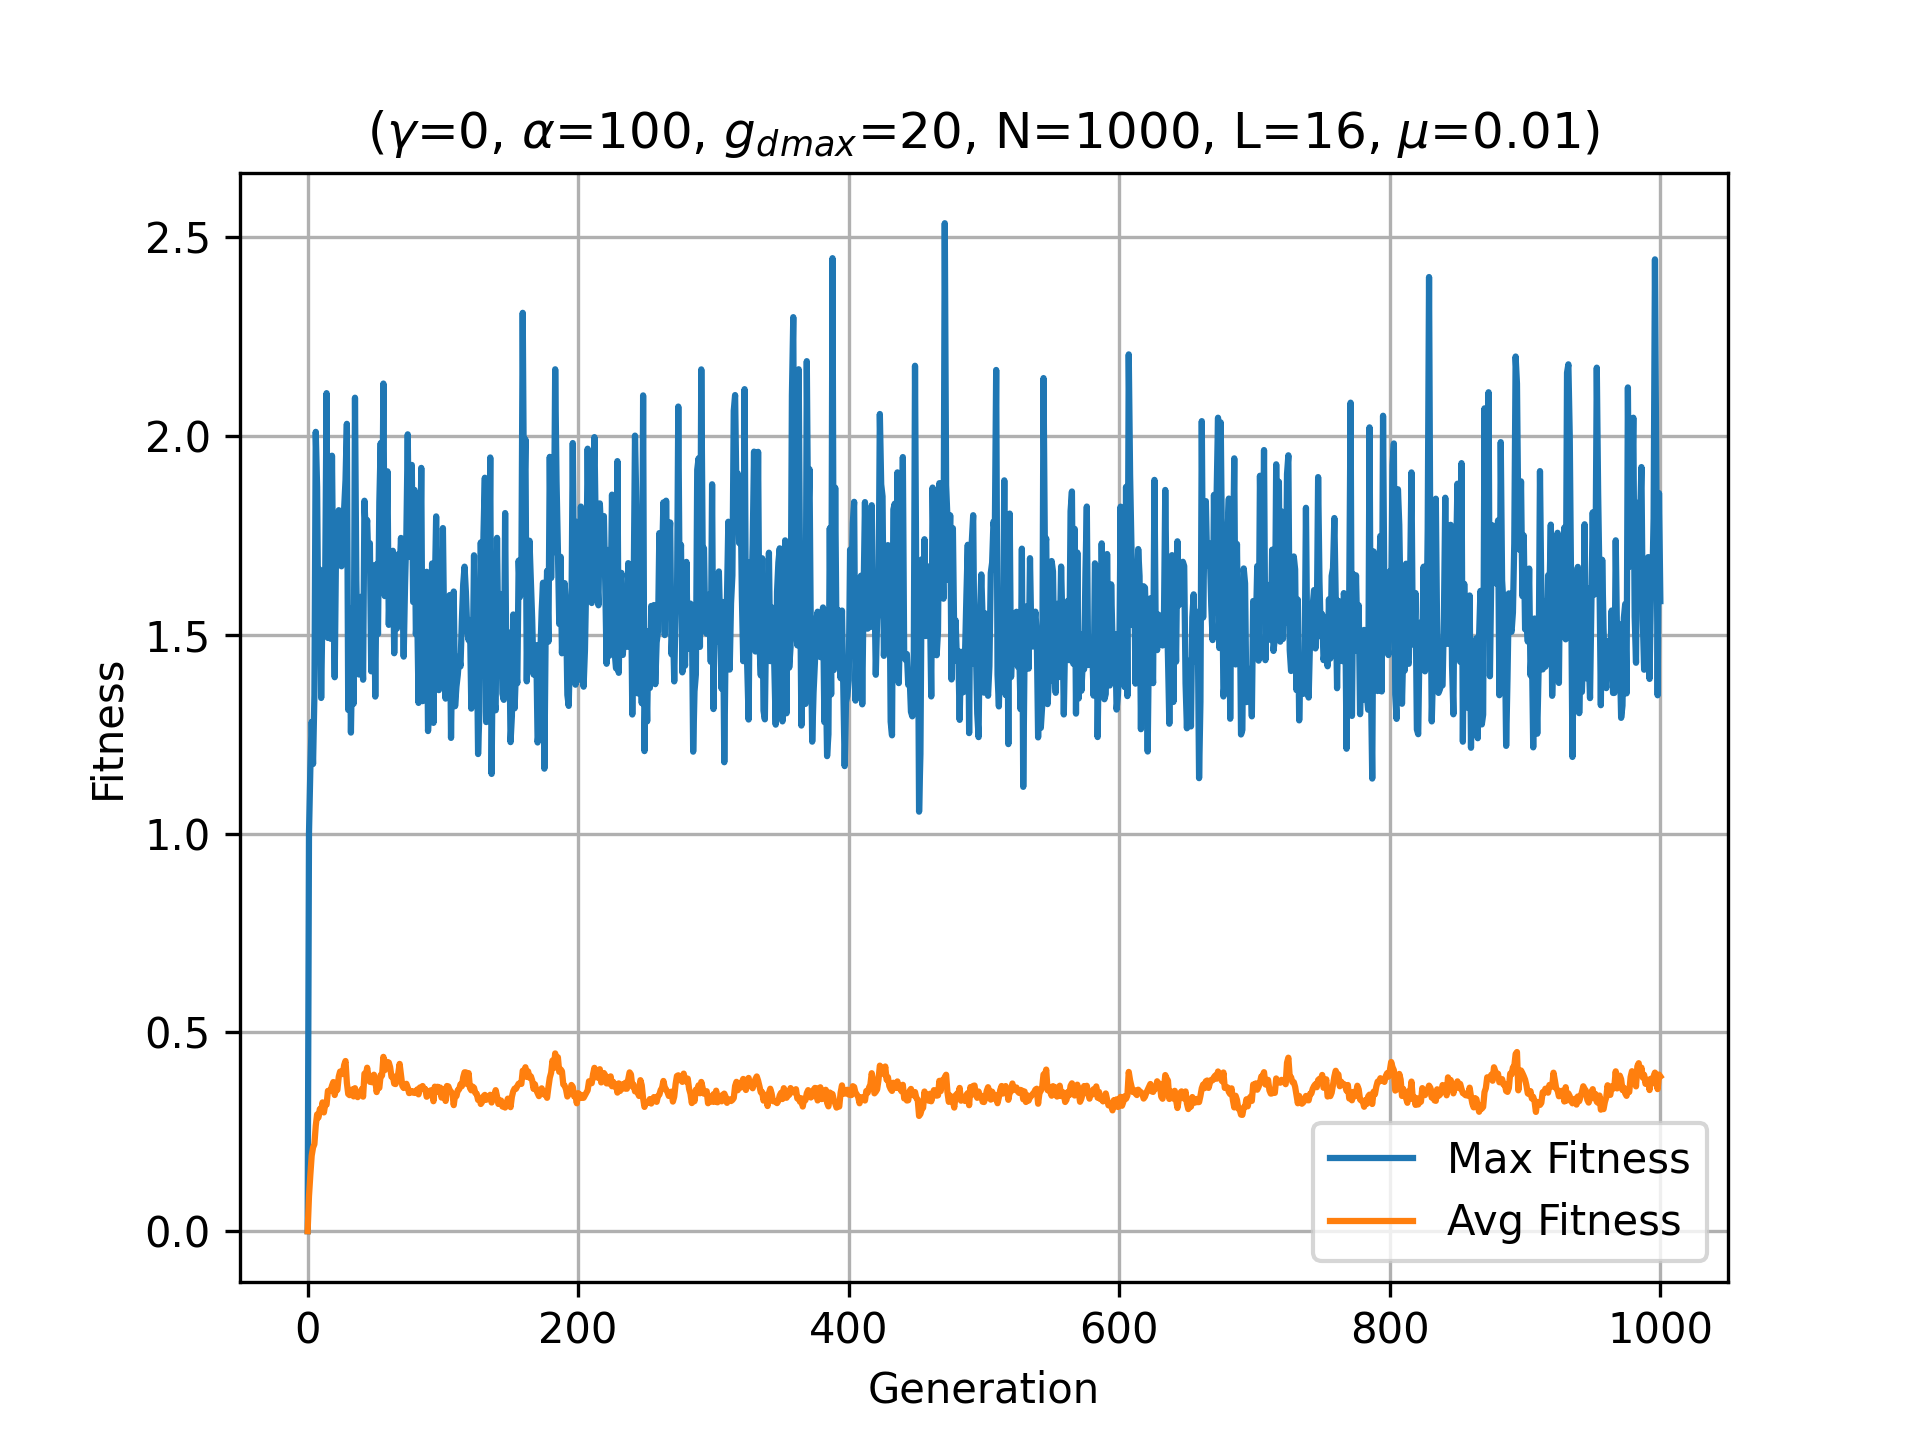 (γ=0, α=100, g_dmax=20, N=1000, L=16, μ=0.01)
2.5
2.0
1.5
1.0
0.5
0.0
Fitness
Max Fitness
Avg Fitness
0 200 400 600 800 1000
Generation